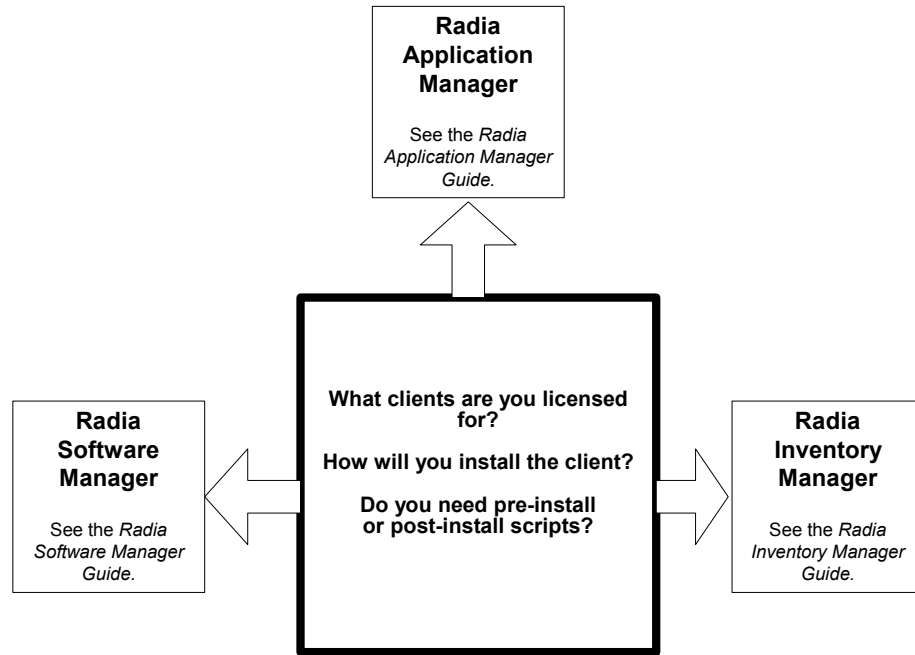 Radia
Application
Manager
See the Radia
Application Manager
Guide.
What clients are you licensed
for?
How will you install the client?
Do you need pre-install
or post-install scripts?
Radia
Software
Manager
See the Radia
Software Manager
Guide.
Radia
Inventory
Manager
See the Radia
Inventory Manager
Guide.